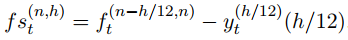 fs_t^{(n,h)} = f_t^{(n-h/12,n)} - y_t^{(h/12)}(h/12)